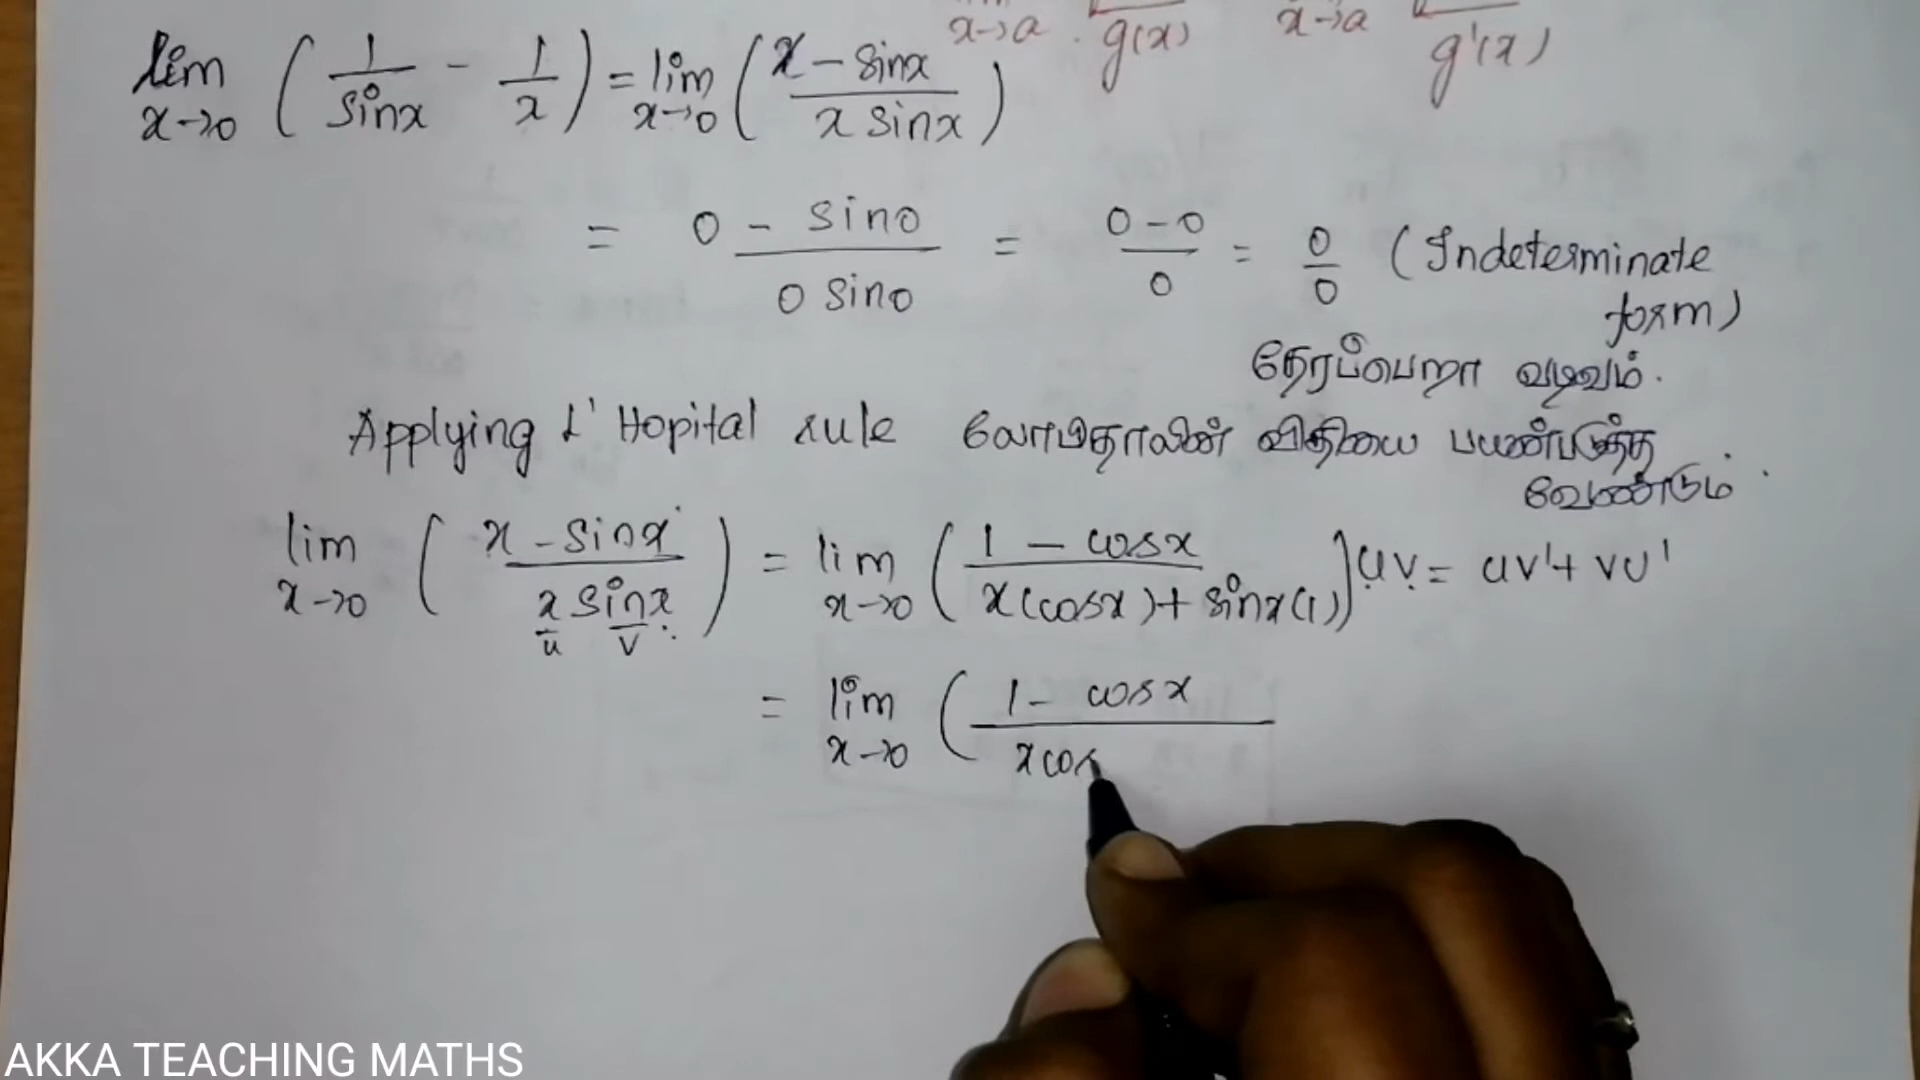 x→a g(x) x→a g'(x)
lim x→0 ( 1/sinx - 1/x ) = lim x→0 ( x - sinx / x sinx )
= 0 - sin0 / 0 sin0 = 0-0 / 0 = 0/0 (Indeterminate
form)
தேரப்பெறா வடிவம்.
Applying L' Hopital rule லோபிதாலின் விதியை பயன்படுத்த
வேண்டும்.
lim x→0 ( x - sinx / x sinx ) = lim x→0 ( 1 - cosx / x(cosx) + sinx(1) ) uv = uv'+ vu'
u v
= lim x→0 ( 1 - cosx / x cos
AKKA TEACHING MATHS